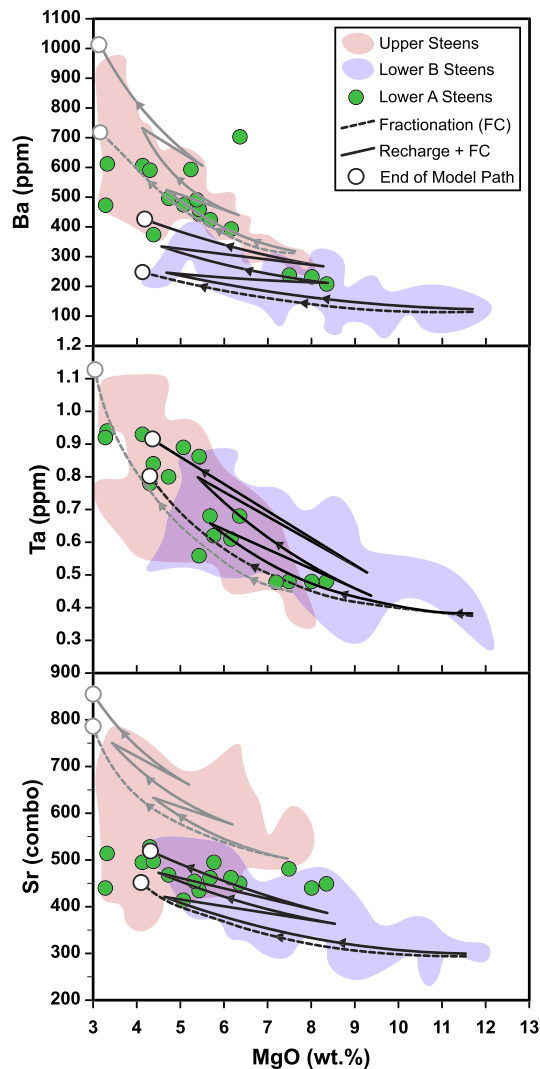 1100
1000
900
800
700
600
500
400
300
200
100
Ba (ppm)
Upper Steens
Lower B Steens
Lower A Steens
Fractionation (FC)
Recharge + FC
End of Model Path
1.2
1.1
1.0
0.9
0.8
0.7
0.6
0.5
0.4
0.3
Ta (ppm)
900
800
700
600
500
400
300
200
Sr (combo)
3 4 5 6 7 8 9 10 11 12 13
MgO (wt.%)